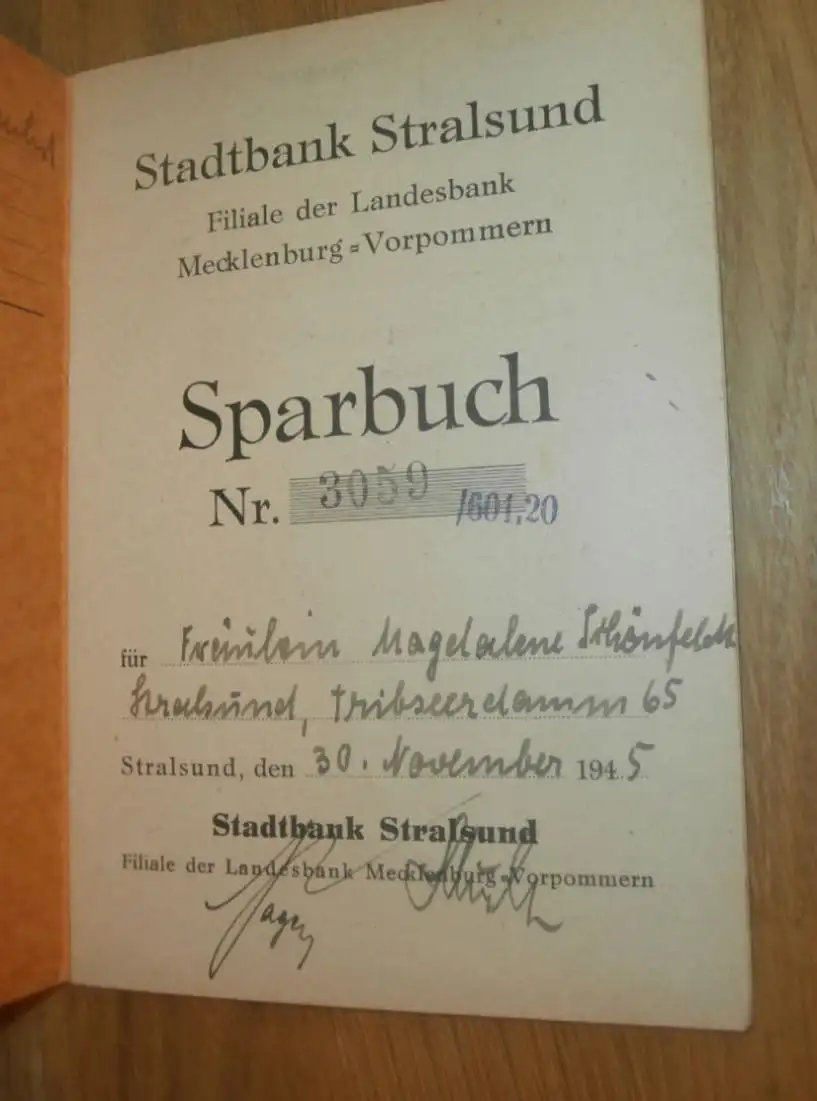 Stadtbank Stralsund
Filiale der Landesbank
Mecklenburg=Vorpommern
Sparbuch
Nr. 3059 /601,20
für Fräulein Magdalene Schönfeldt
Stralsund, Tribseerdamm 65
Stralsund, den 30. November 1945
Stadtbank Stralsund
Filiale der Landesbank Mecklenburg=Vorpommern